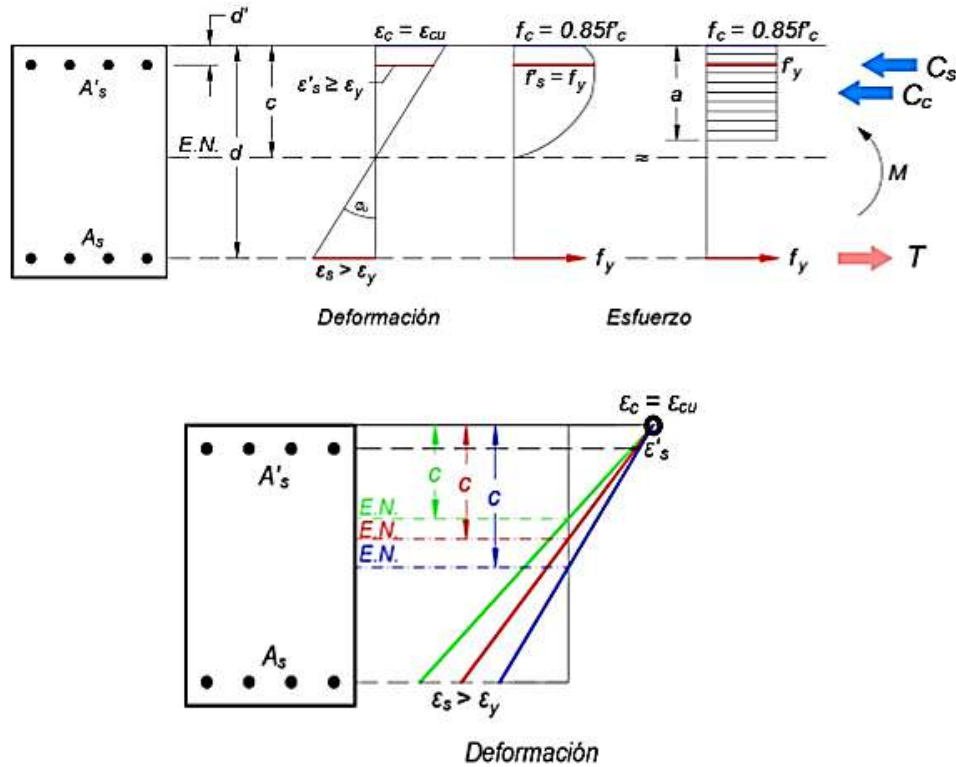 d'
εc = εcu
fc = 0.85f'c
fc = 0.85f'c
A's
ε's ≥ εy
c
f's = fy
a
f'y
Cs
Cc
E.N.
d
≈
M
As
εs > εy
fy
fy
T
Deformación
Esfuerzo
εc = εcu
ε's
A's
c
c
c
E.N.
E.N.
E.N.
As
εs > εy
Deformación